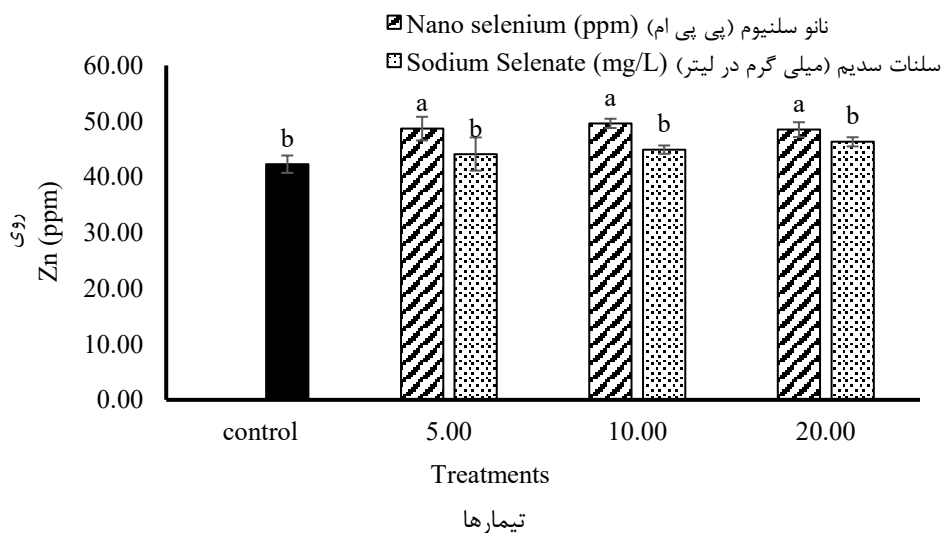 Nano selenium (ppm) نانو سلنیوم (پی پی ام)
Sodium Selenate (mg/L) سلنات سدیم (میلی گرم در لیتر)
60.00
50.00
40.00
30.00
20.00
10.00
0.00
روی
Zn (ppm)
b
a
b
a
b
a
b
control
5.00
10.00
20.00
Treatments
تیمارها